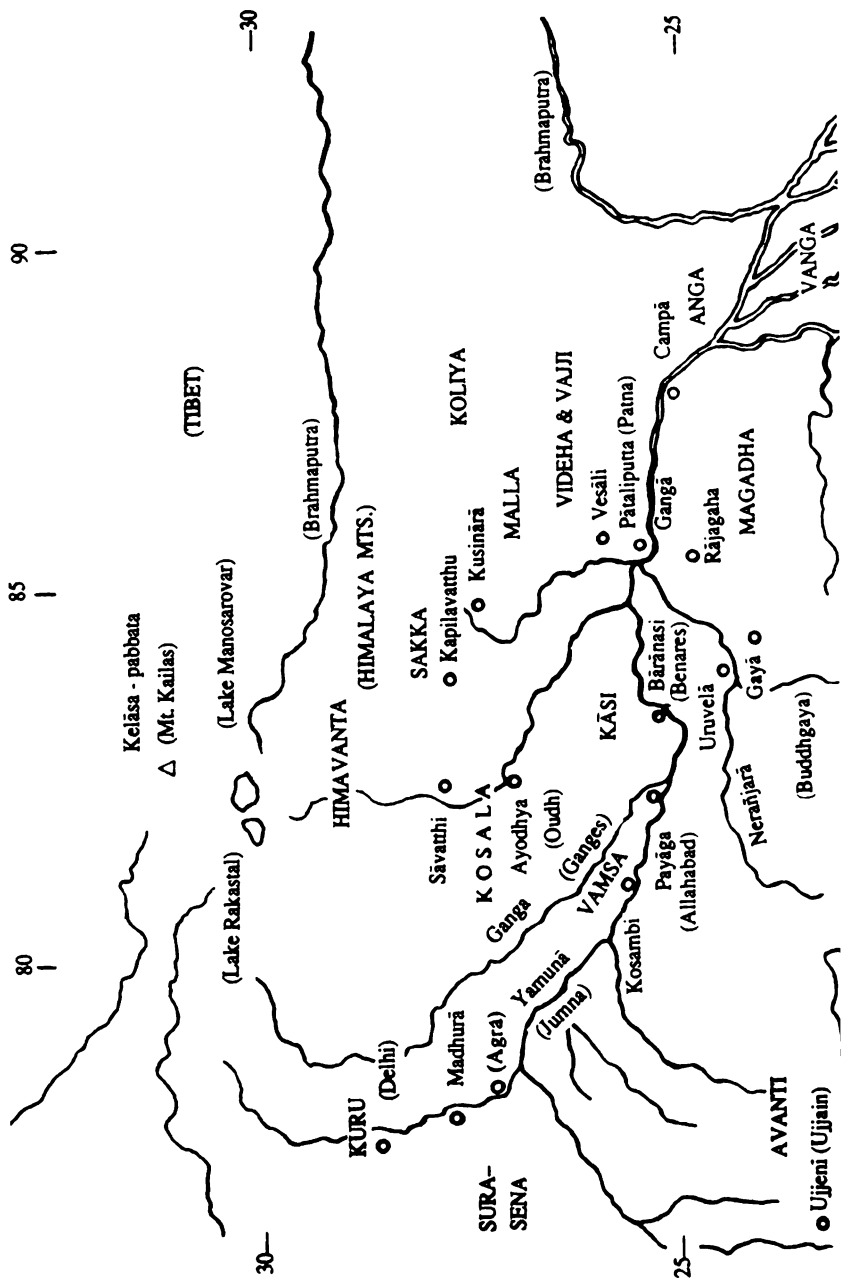 80
85
90
30
30
25
25
Kelāsa - pabbata
(Mt. Kailas)
(TIBET)
(Lake Rakastal)
(Lake Manosarovar)
(Brahmaputra)
HIMAVANTA
(HIMALAYA MTS.)
KURU
(Delhi)
Madhurā
(Agra)
SURA-
SENA
Sāvatthi
KOSALA
Ayodhya
(Oudh)
SAKKA
Kapilavatthu
Kusinārā
KOLIYA
MALLA
VIDEHA & VAJJI
Vesāli
Pātaliputta (Patna)
Gangā
Ganga
(Ganges)
Yamunā
(Jumna)
VAMSA
Kosambi
Payāga
(Allahabad)
KĀSI
Bārānasi
(Benares)
Uruvelā
Gayā
Nerañjarā
(Buddhgaya)
Rājagaha
MAGADHA
Campā
ANGA
VANGA
(Brahmaputra)
AVANTI
Ujjeni (Ujjain)